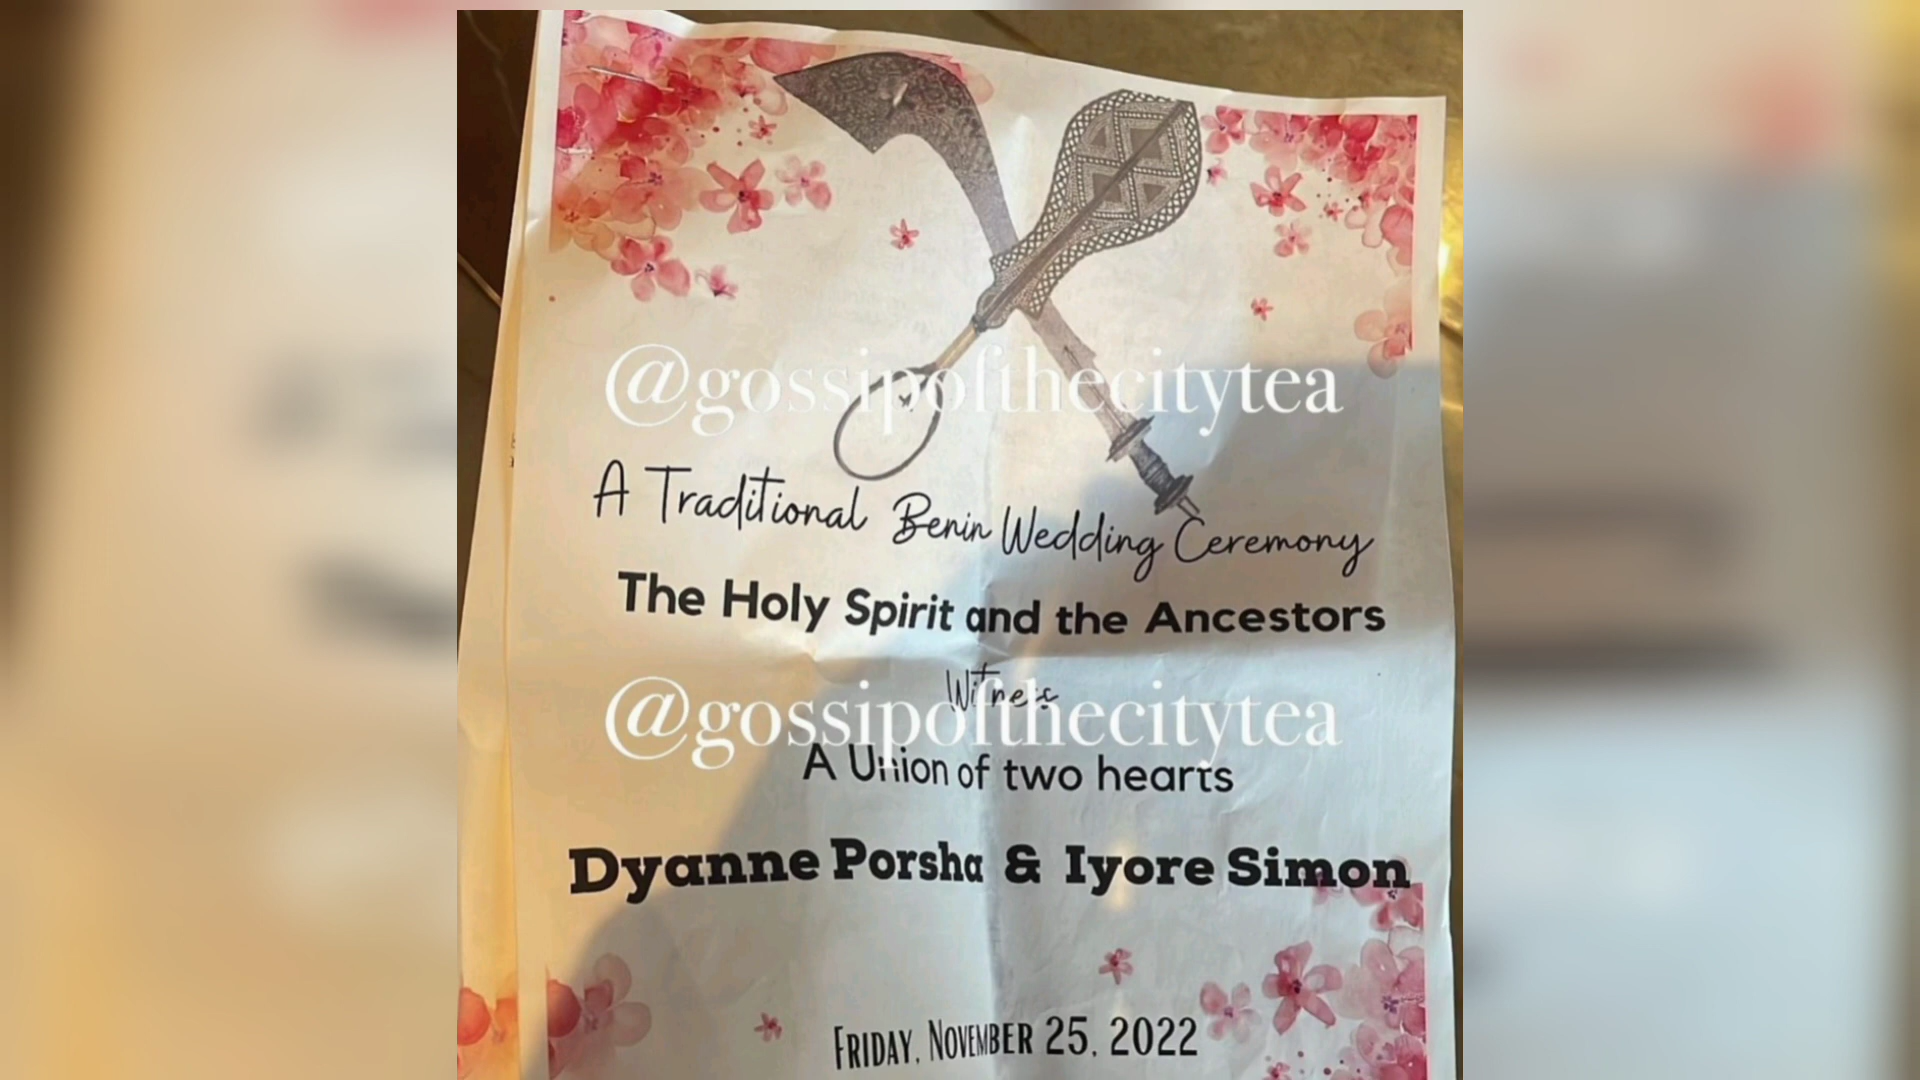 @gossipofthecitytea
A Traditional Benin Wedding Ceremony
The Holy Spirit and the Ancestors
Witness
@gossipofthecitytea
A Union of two hearts
Dyanne Porsha & Iyore Simon
Friday, November 25, 2022